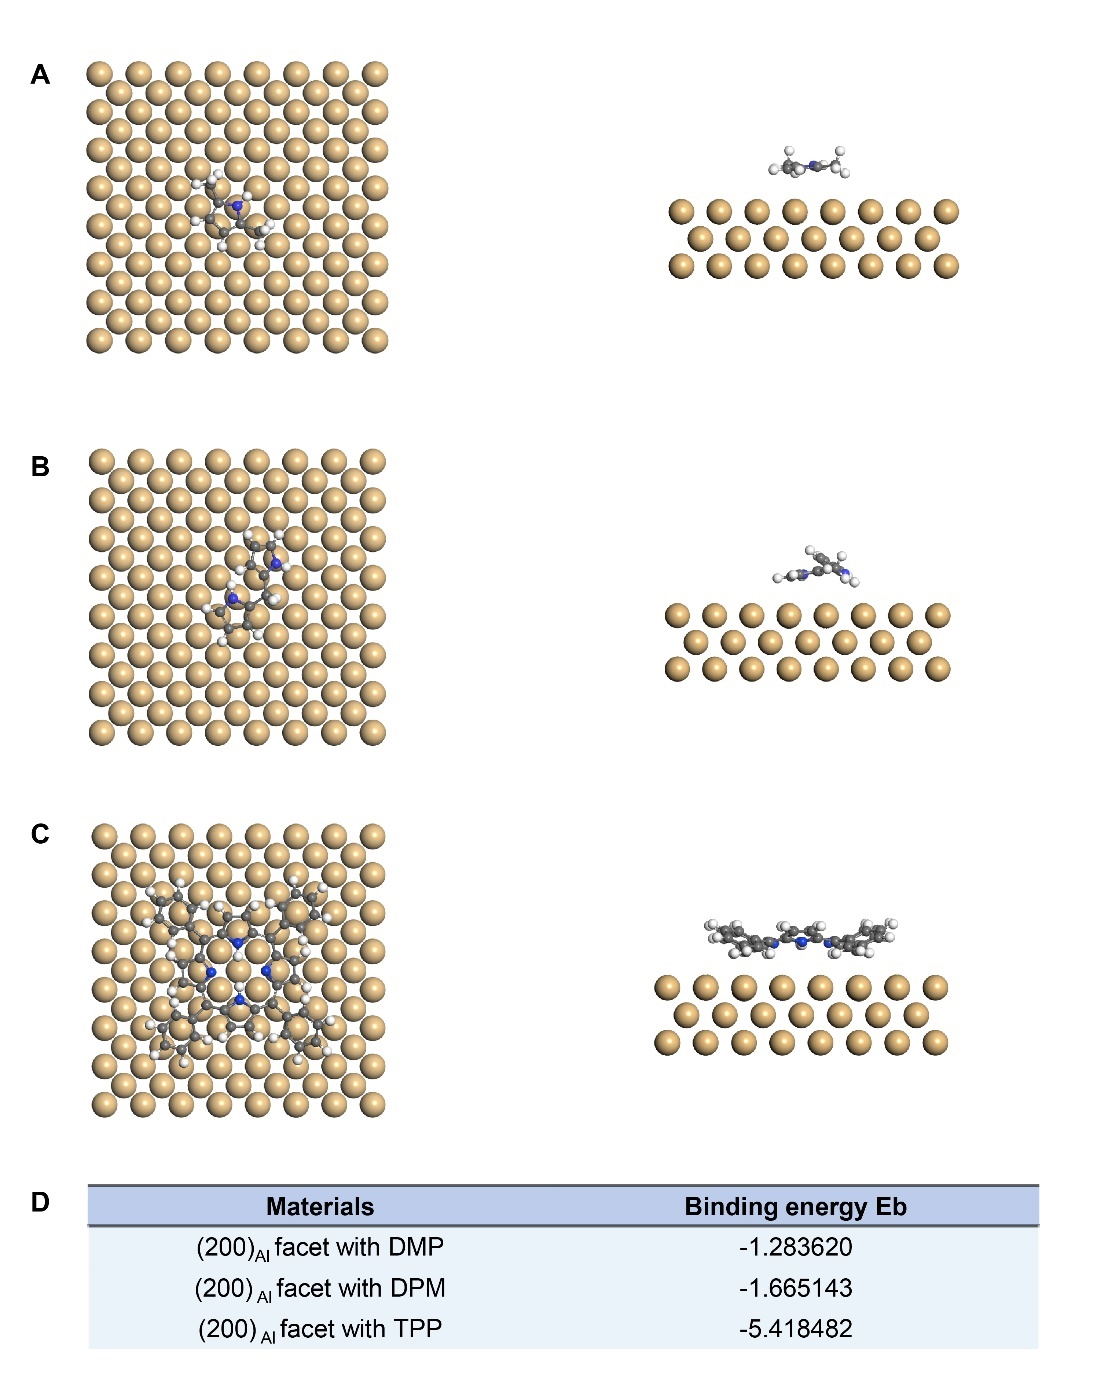 A
B
C
D
Materials Binding energy Eb
(200)Al facet with DMP -1.283620
(200) Al facet with DPM -1.665143
(200) Al facet with TPP -5.418482